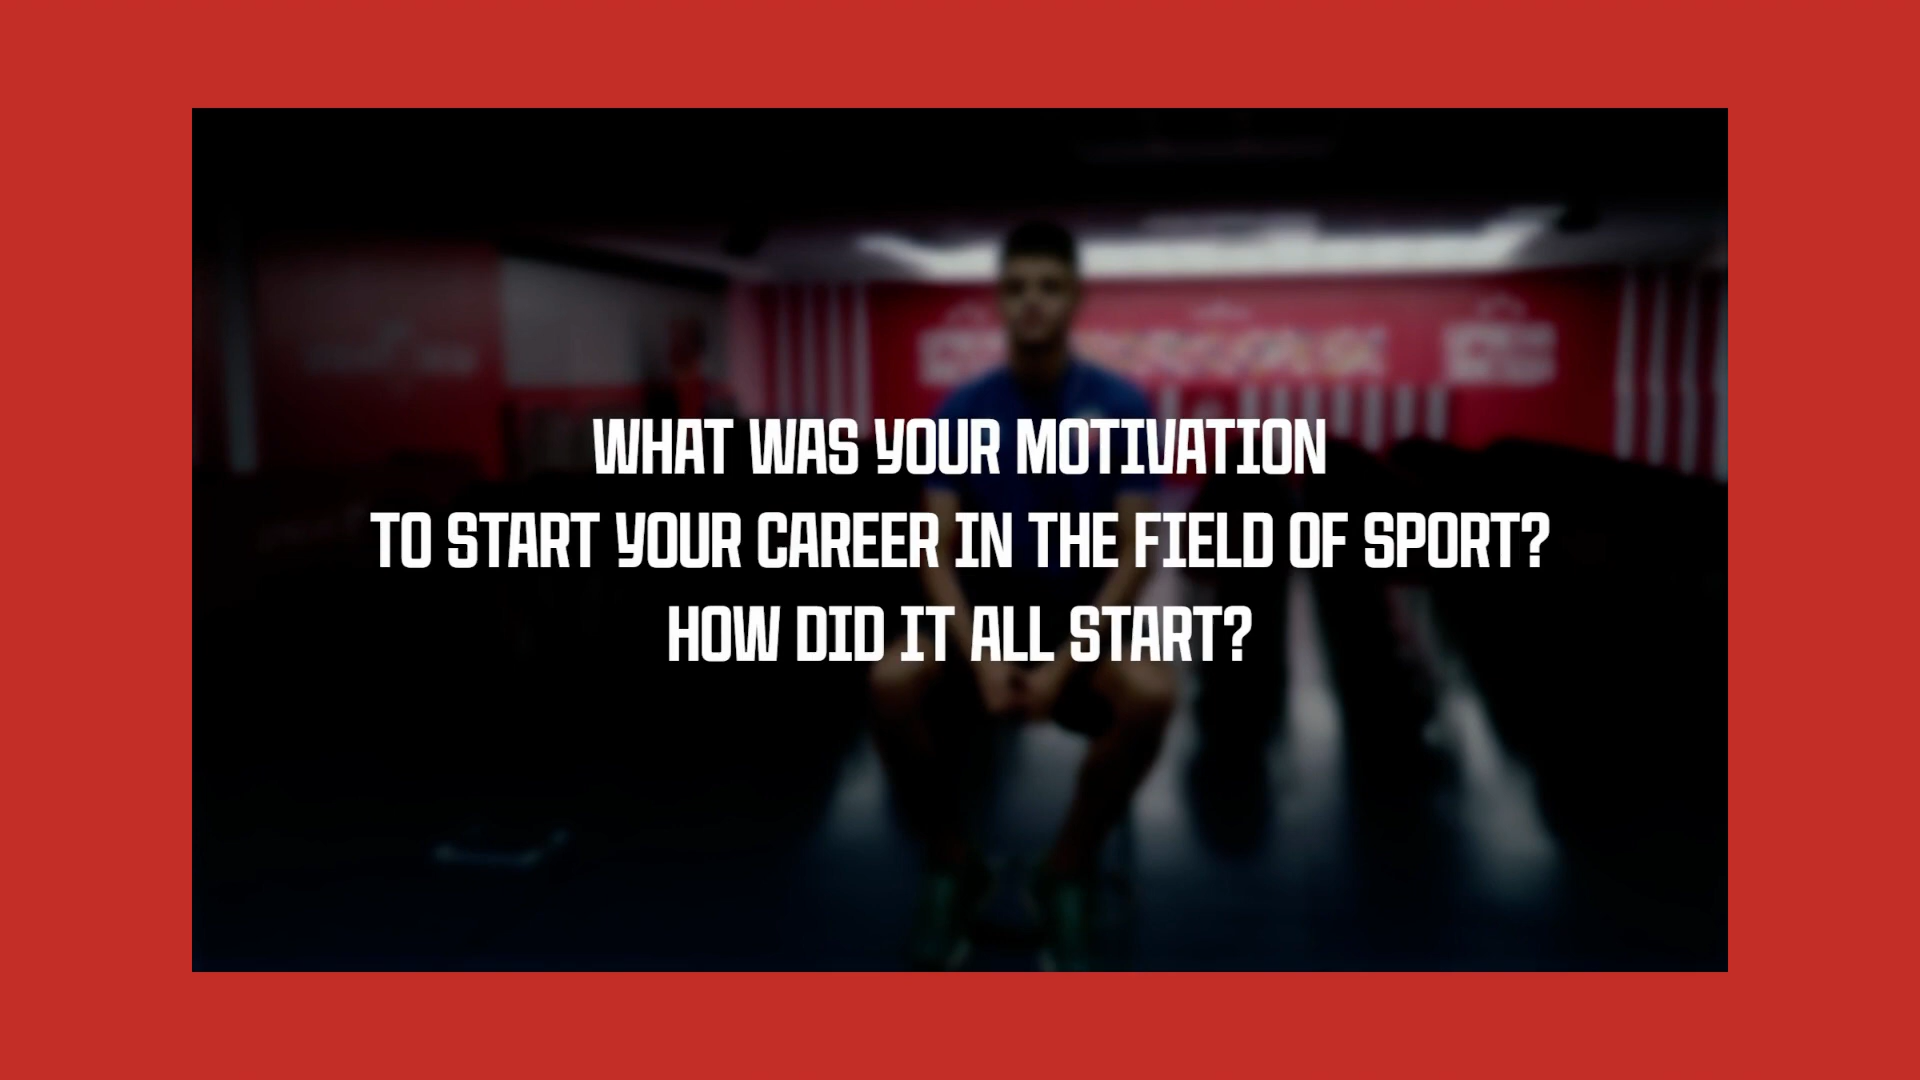 WHAT WAS YOUR MOTIVATION
TO START YOUR CAREER IN THE FIELD OF SPORT?
HOW DID IT ALL START?